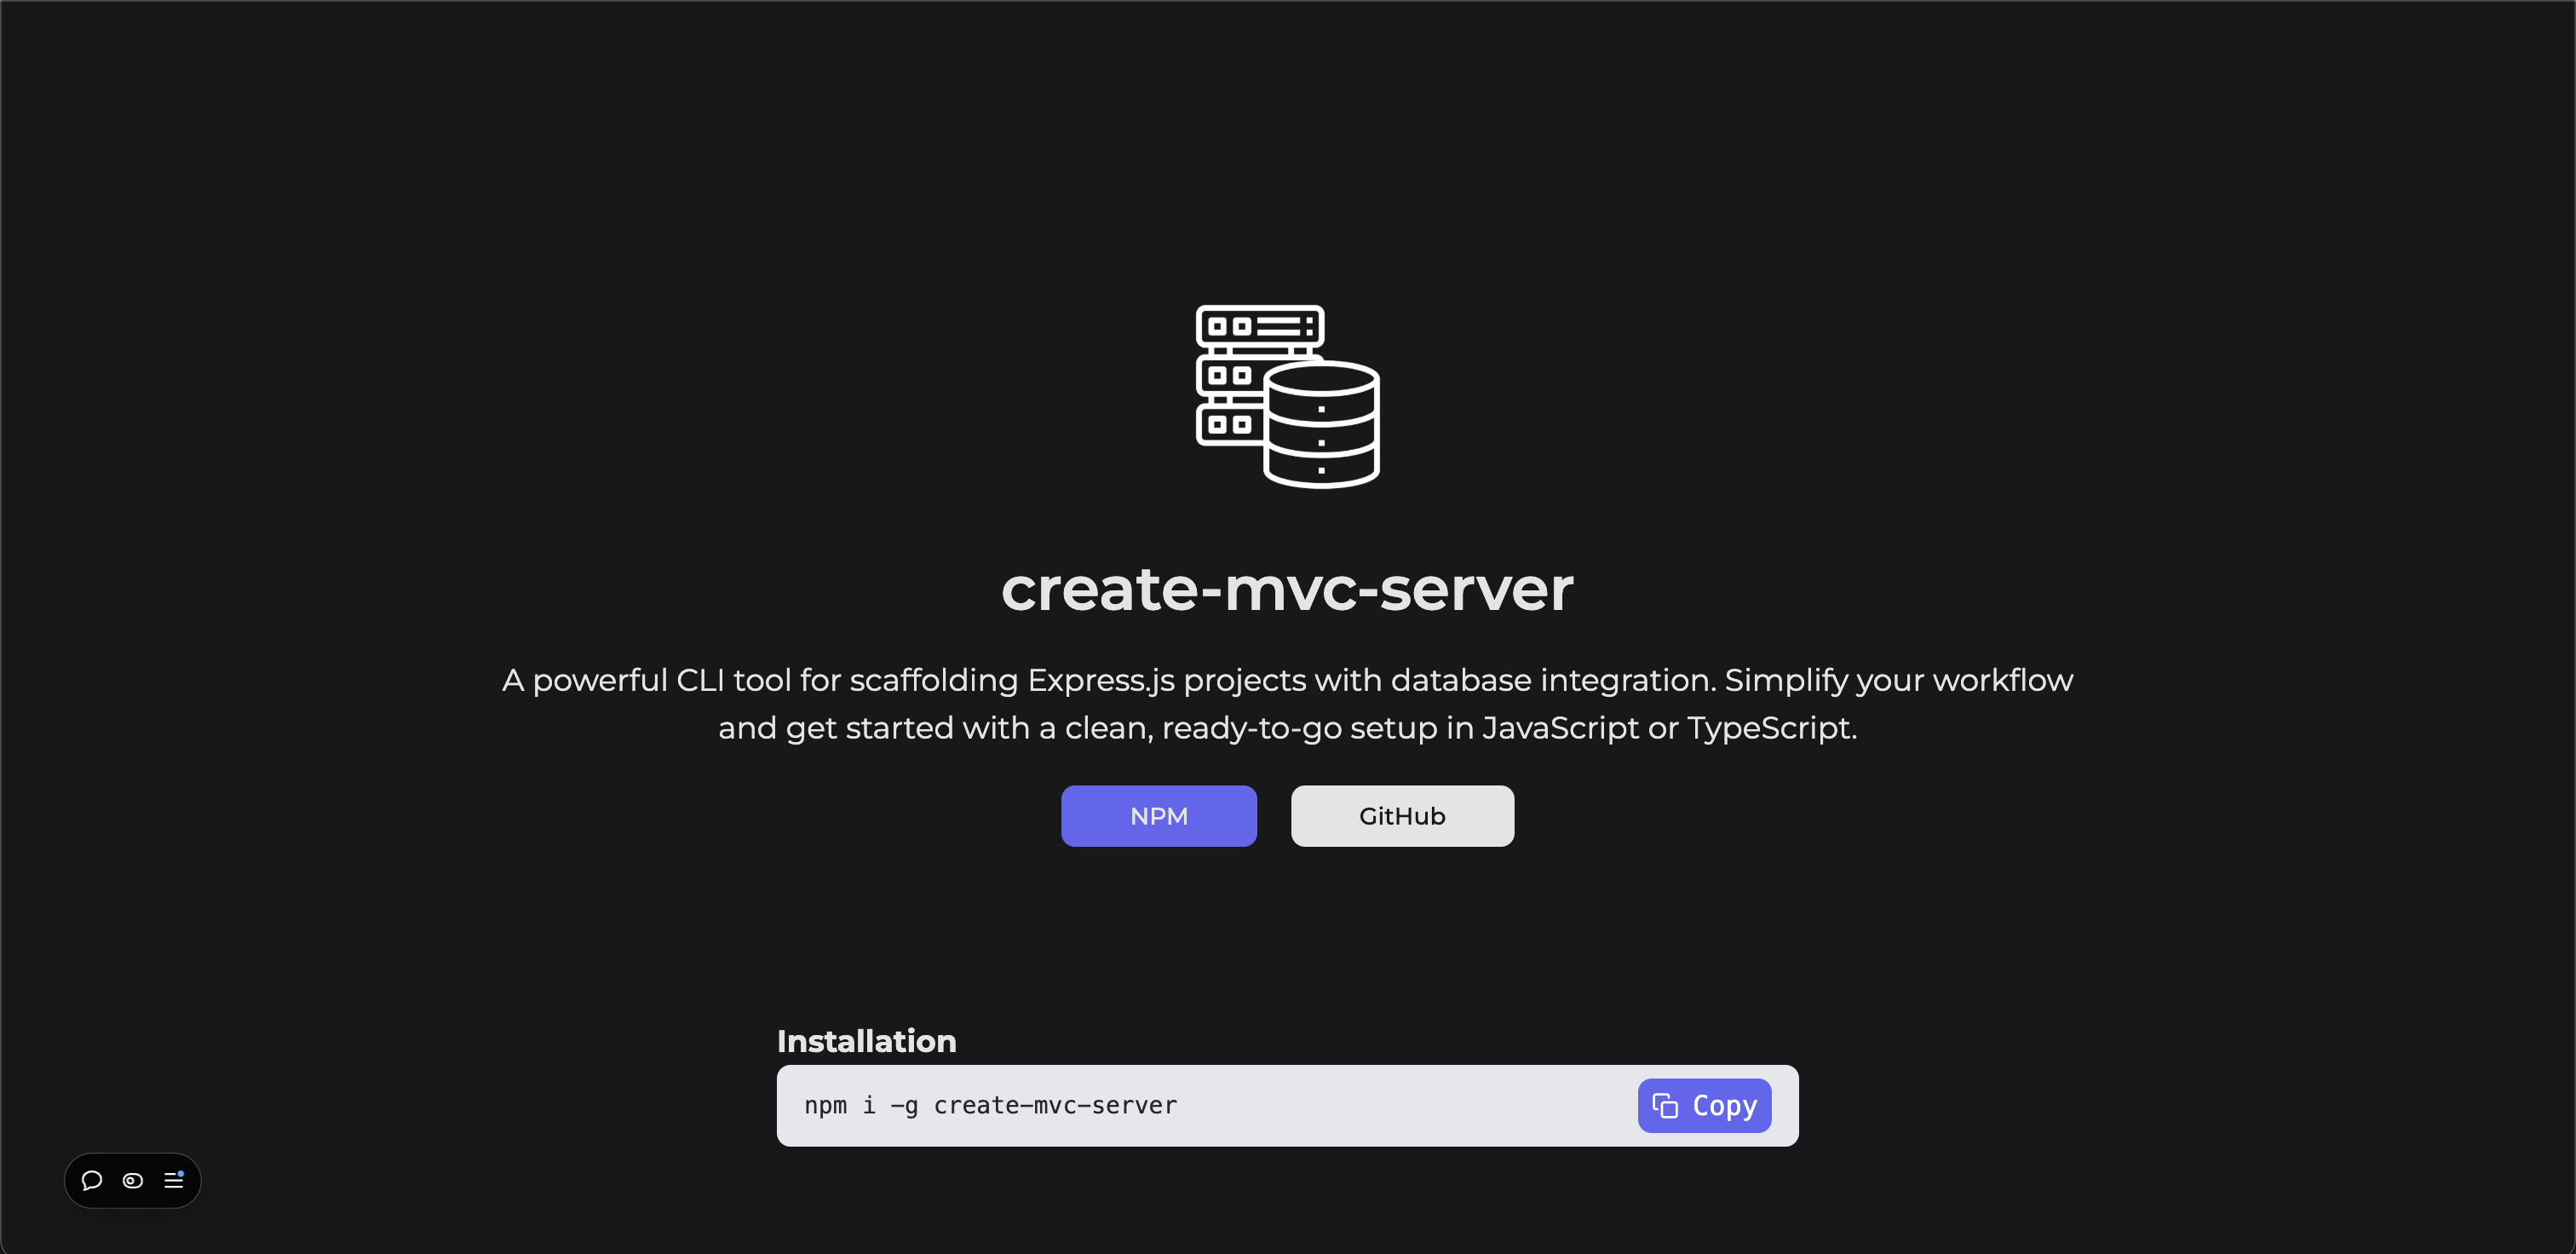 create-mvc-server
A powerful CLI tool for scaffolding Express.js projects with database integration. Simplify your workflow
and get started with a clean, ready-to-go setup in JavaScript or TypeScript.
NPM
GitHub
Installation
npm i -g create-mvc-server
Copy